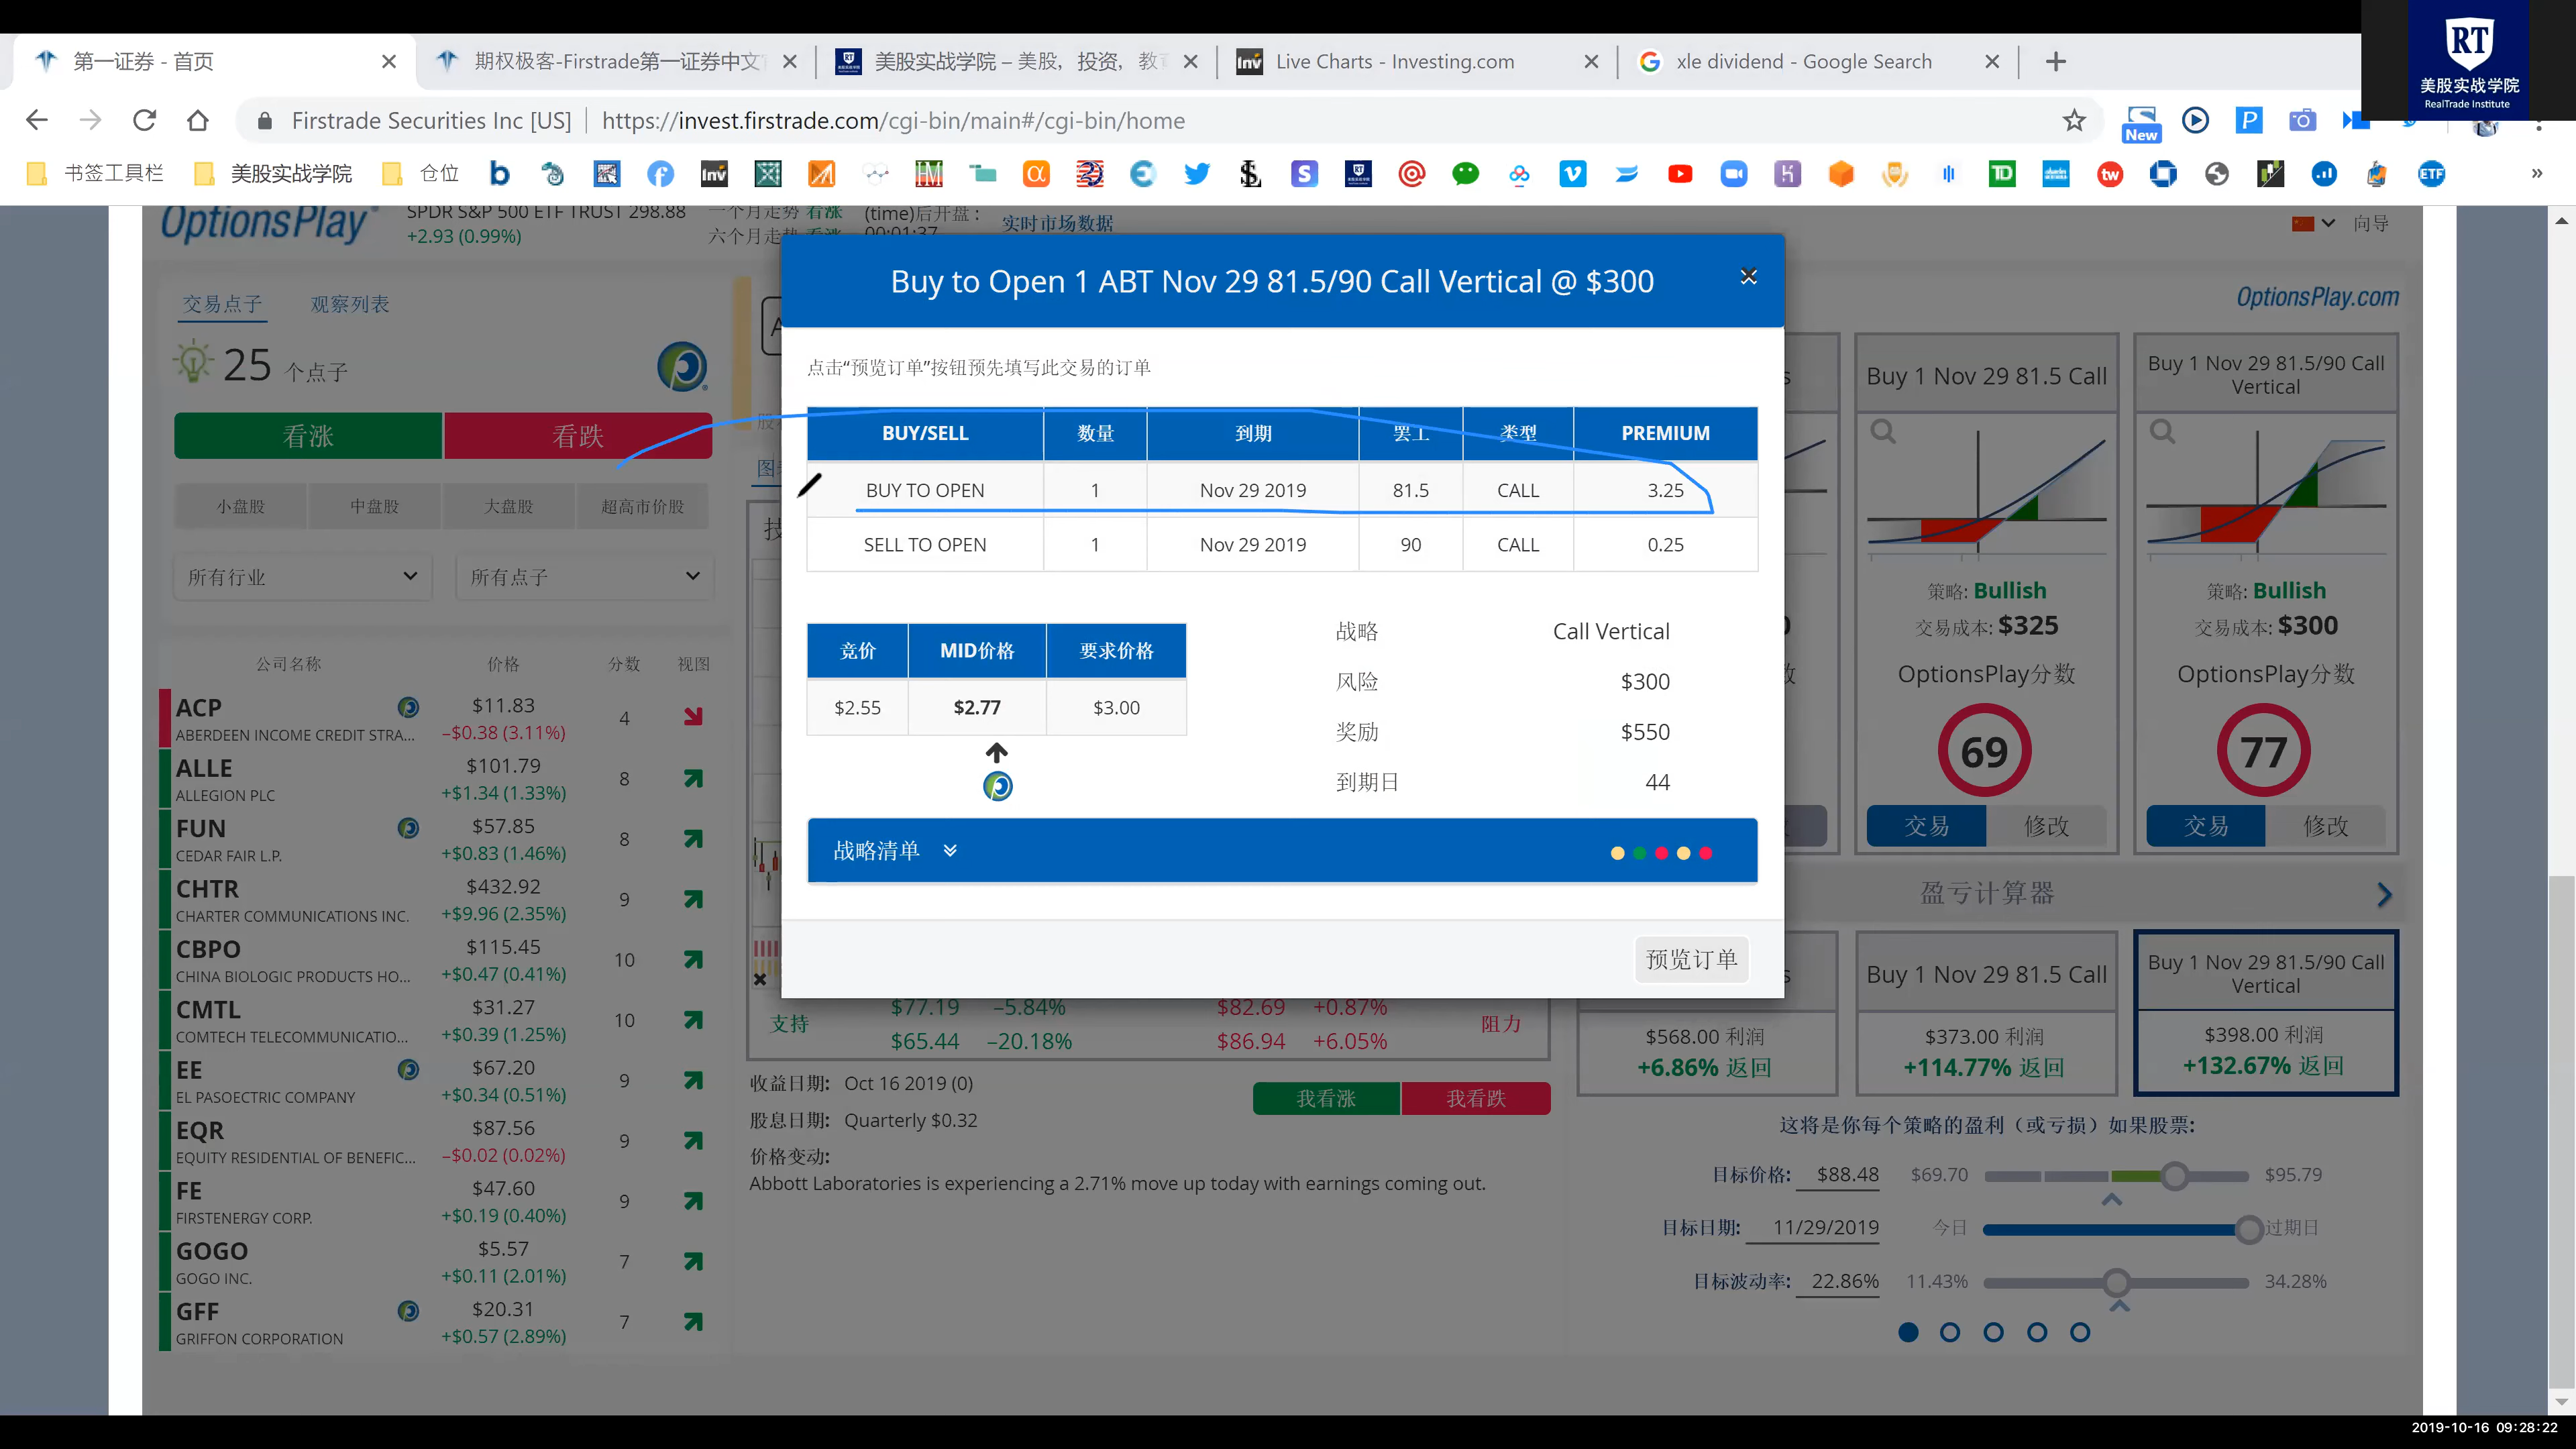 RT
美股实战学院
RealTrade Institute
第一证券 - 首页
期权极客-Firstrade第一证券中文
美股实战学院 – 美股，投资，教
Live Charts - Investing.com
xle dividend - Google Search
Firstrade Securities Inc [US]
https://invest.firstrade.com/cgi-bin/main#/cgi-bin/home
New
书签工具栏
美股实战学院
仓位
OptionsPlay
SPDR S&P 500 ETF TRUST 298.88
+2.93 (0.99%)
一个月走势 看涨
六个月走势 看涨
(time)后开盘 :
00:01:37
实时市场数据
向导
交易点子
观察列表
25 个点子
看涨
看跌
小盘股
中盘股
大盘股
超高市价股
所有行业
所有点子
公司名称 价格 分数 视图
ACP $11.83 4
ABERDEEN INCOME CREDIT STRA... –$0.38 (3.11%)
ALLE $101.79 8
ALLEGION PLC +$1.34 (1.33%)
FUN $57.85 8
CEDAR FAIR L.P. +$0.83 (1.46%)
CHTR $432.92 9
CHARTER COMMUNICATIONS INC. +$9.96 (2.35%)
CBPO $115.45 10
CHINA BIOLOGIC PRODUCTS HO... +$0.47 (0.41%)
CMTL $31.27 10
COMTECH TELECOMMUNICATIO... +$0.39 (1.25%)
EE $67.20 9
EL PASOECTRIC COMPANY +$0.34 (0.51%)
EQR $87.56 9
EQUITY RESIDENTIAL OF BENEFIC... –$0.02 (0.02%)
FE $47.60 9
FIRSTENERGY CORP. +$0.19 (0.40%)
GOGO $5.57 7
GOGO INC. +$0.11 (2.01%)
GFF $20.31 7
GRIFFON CORPORATION +$0.57 (2.89%)
Buy to Open 1 ABT Nov 29 81.5/90 Call Vertical @ $300
点击“预览订单”按钮预先填写此交易的订单
BUY/SELL 数量 到期 罢工 类型 PREMIUM
BUY TO OPEN 1 Nov 29 2019 81.5 CALL 3.25
SELL TO OPEN 1 Nov 29 2019 90 CALL 0.25
竞价 MID价格 要求价格
$2.55 $2.77 $3.00
战略 Call Vertical
风险 $300
奖励 $550
到期日 44
战略清单
预览订单
支持
$77.19 –5.84%
$65.44 –20.18%
$82.69 +0.87%
$86.94 +6.05%
阻力
收益日期: Oct 16 2019 (0)
股息日期: Quarterly $0.32
我看涨
我看跌
价格变动:
Abbott Laboratories is experiencing a 2.71% move up today with earnings coming out.
OptionsPlay.com
Buy 1 Nov 29 81.5 Call
策略: Bullish
交易成本: $325
OptionsPlay分数
69
交易 修改
Buy 1 Nov 29 81.5/90 Call
Vertical
策略: Bullish
交易成本: $300
OptionsPlay分数
77
交易 修改
盈亏计算器
$568.00 利润
+6.86% 返回
Buy 1 Nov 29 81.5 Call
$373.00 利润
+114.77% 返回
Buy 1 Nov 29 81.5/90 Call
Vertical
$398.00 利润
+132.67% 返回
这将是你每个策略的盈利（或亏损）如果股票:
目标价格: $88.48 $69.70 $95.79
目标日期: 11/29/2019 今日 过期日
目标波动率: 22.86% 11.43% 34.28%
2019-10-16 09:28:22